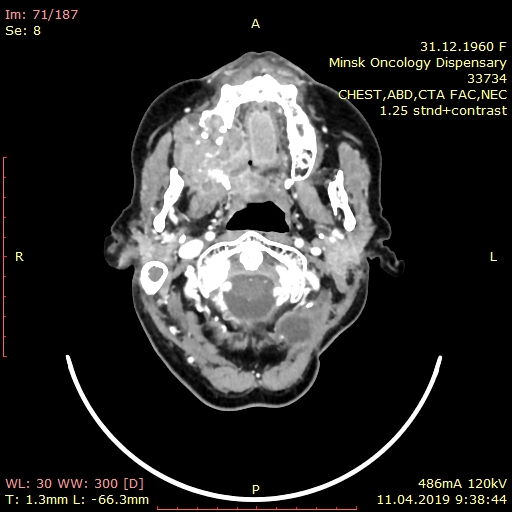 Im: 71/187
Se: 8
A
31.12.1960 F
Minsk Oncology Dispensary
33734
CHEST,ABD,CTA FAC,NEC
1.25 stnd+contrast
R
L
WL: 30 WW: 300 [D]
T: 1.3mm L: -66.3mm
P
486mA 120kV
11.04.2019 9:38:44